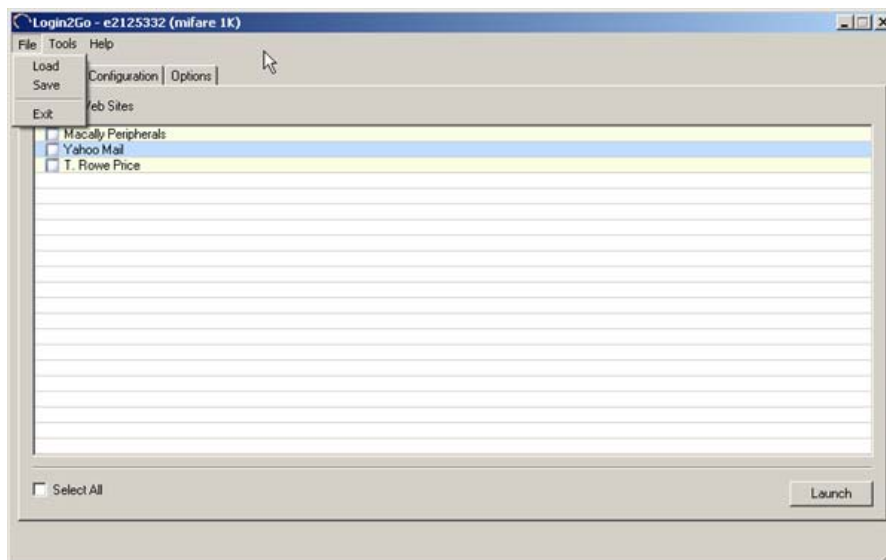 Login2Go - e2125332 (mifare 1K)
File Tools Help
Load
Save
Exit
Configuration Options
Web Sites
Macally Peripherals
Yahoo Mail
T. Rowe Price
Select All
Launch